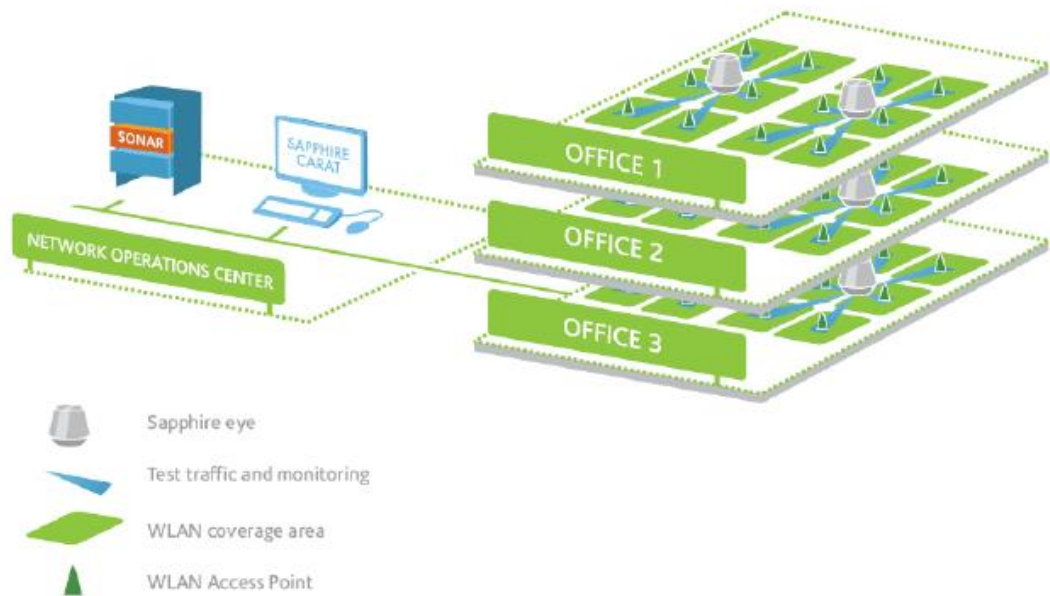 SONAR
SAPPHIRE
CARAT
NETWORK OPERATIONS CENTER
OFFICE 1
OFFICE 2
OFFICE 3
Sapphire eye
Test traffic and monitoring
WLAN coverage area
WLAN Access Point